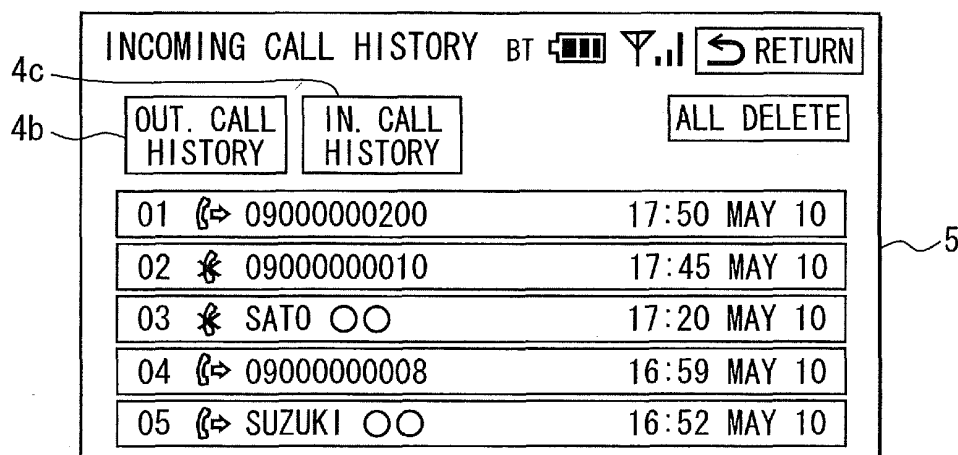 INCOMING CALL HISTORY BT RETURN
4c
4b
OUT. CALL HISTORY
IN. CALL HISTORY
ALL DELETE
01 09000000200 17:50 MAY 10
02 09000000010 17:45 MAY 10
5
03 SATO ○○ 17:20 MAY 10
04 09000000008 16:59 MAY 10
05 SUZUKI ○○ 16:52 MAY 10